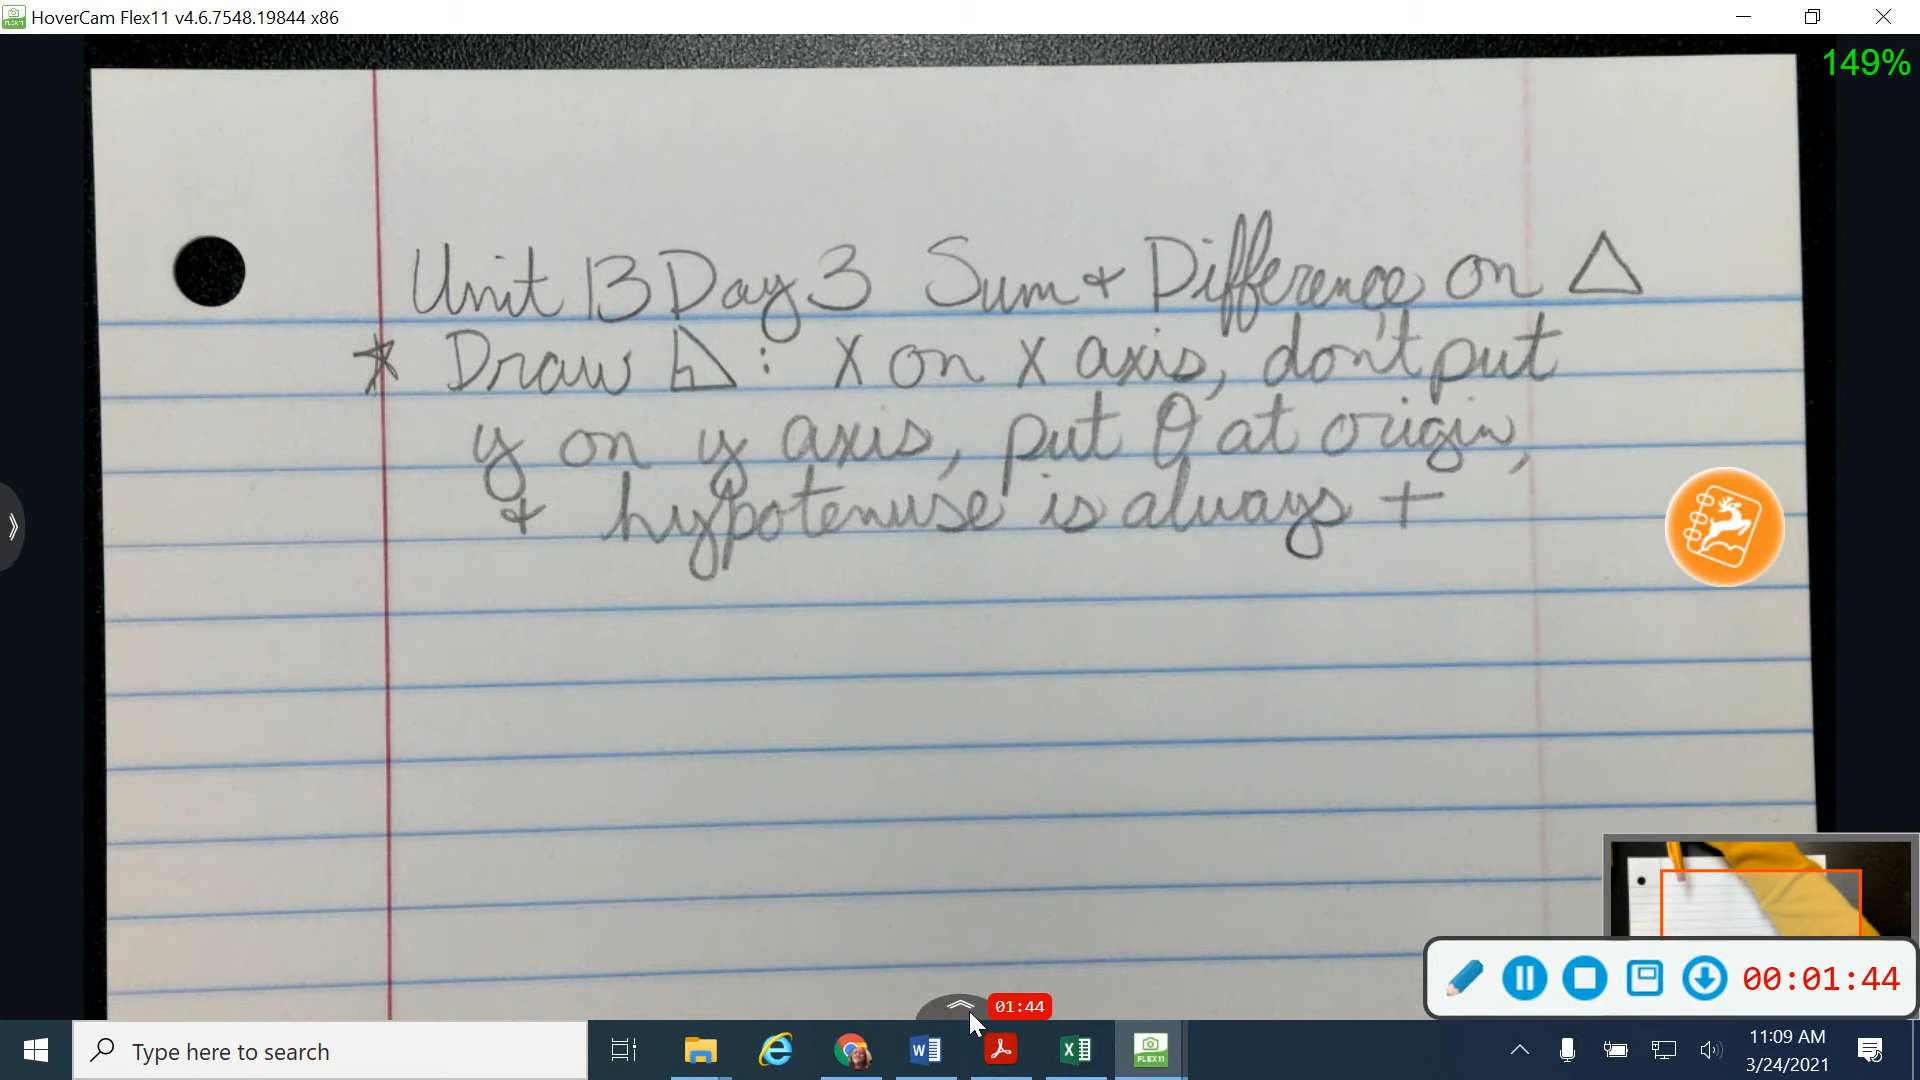 HoverCam Flex11 v4.6.7548.19844 x86
149%
Unit 13 Day 3 Sum + Difference on △
* Draw ◺: X on X axis, don't put
y on y axis, put θ at origin,
+ hypotenuse is always +
00:01:44
01:44
Type here to search
FLEX11
11:09 AM
3/24/2021